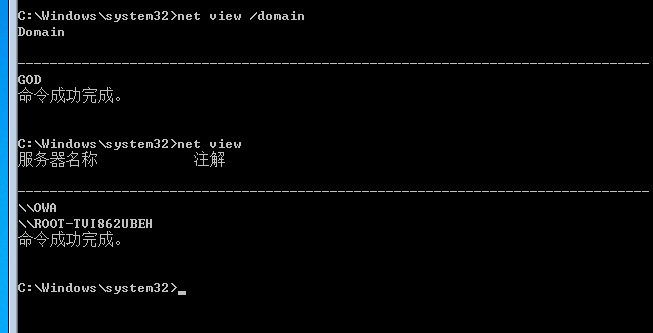 C:\Windows\system32>net view /domain
Domain
-------------------------------------------------------------------------------
GOD
命令成功完成。
C:\Windows\system32>net view
服务器名称            注解
-------------------------------------------------------------------------------
\\OWA
\\ROOT-TVI862UBEH
命令成功完成。
C:\Windows\system32>